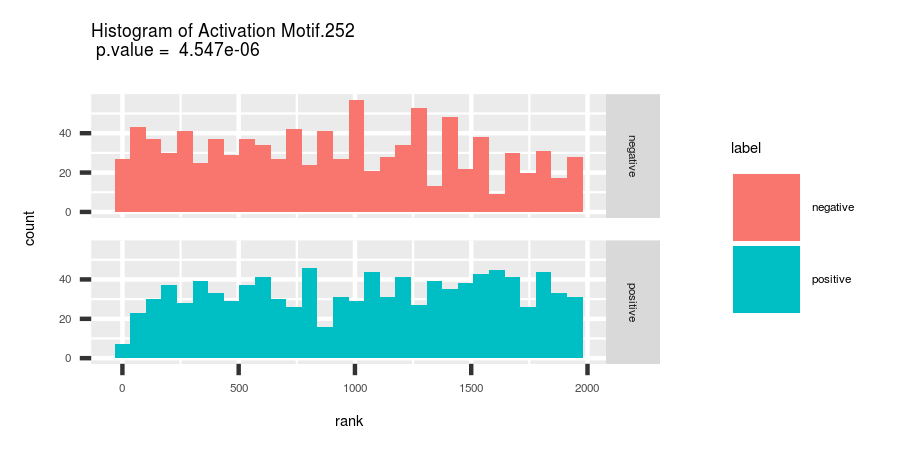 Histogram of Activation Motif.252
p.value = 4.547e-06
count
40
20
0
negative
40
20
0
positive
0
500
1000
1500
2000
rank
label
negative
positive